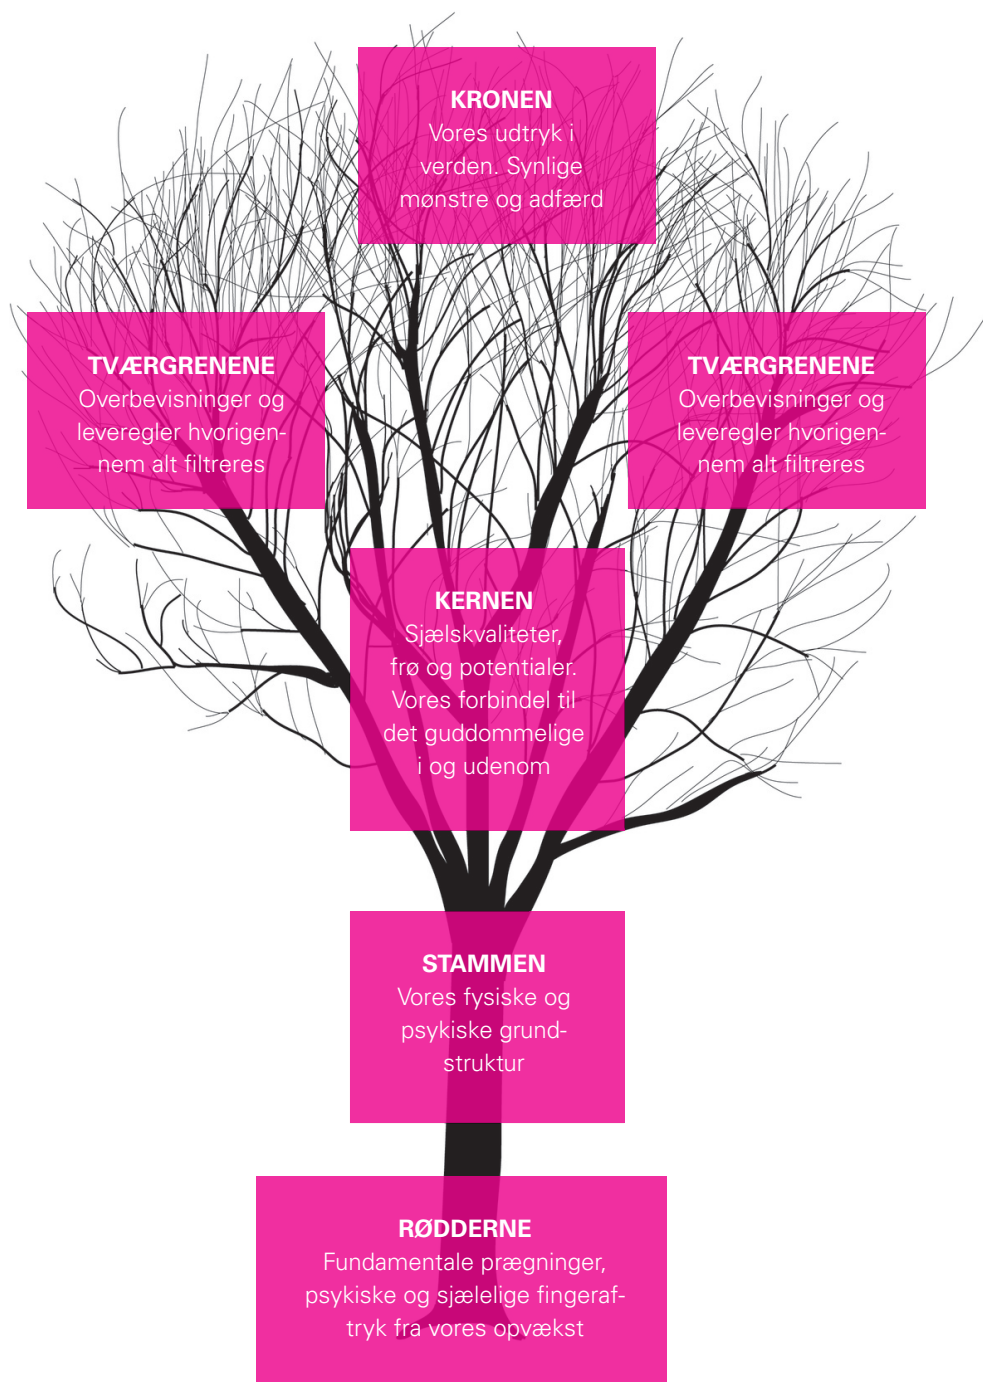 KRONEN
Vores udtryk i
verden. Synlige
mønstre og adfærd
TVÆRGRENENE
Overbevisninger og
leveregler hvorigen-
nem alt filtreres
TVÆRGRENENE
Overbevisninger og
leveregler hvorigen-
nem alt filtreres
KERNEN
Sjælskvaliteter,
frø og potentialer.
Vores forbindel til
det guddommelige
i og udenom
STAMMEN
Vores fysiske og
psykiske grund-
struktur
RØDDERNE
Fundamentale prægninger,
psykiske og sjælelige fingeraf-
tryk fra vores opvækst